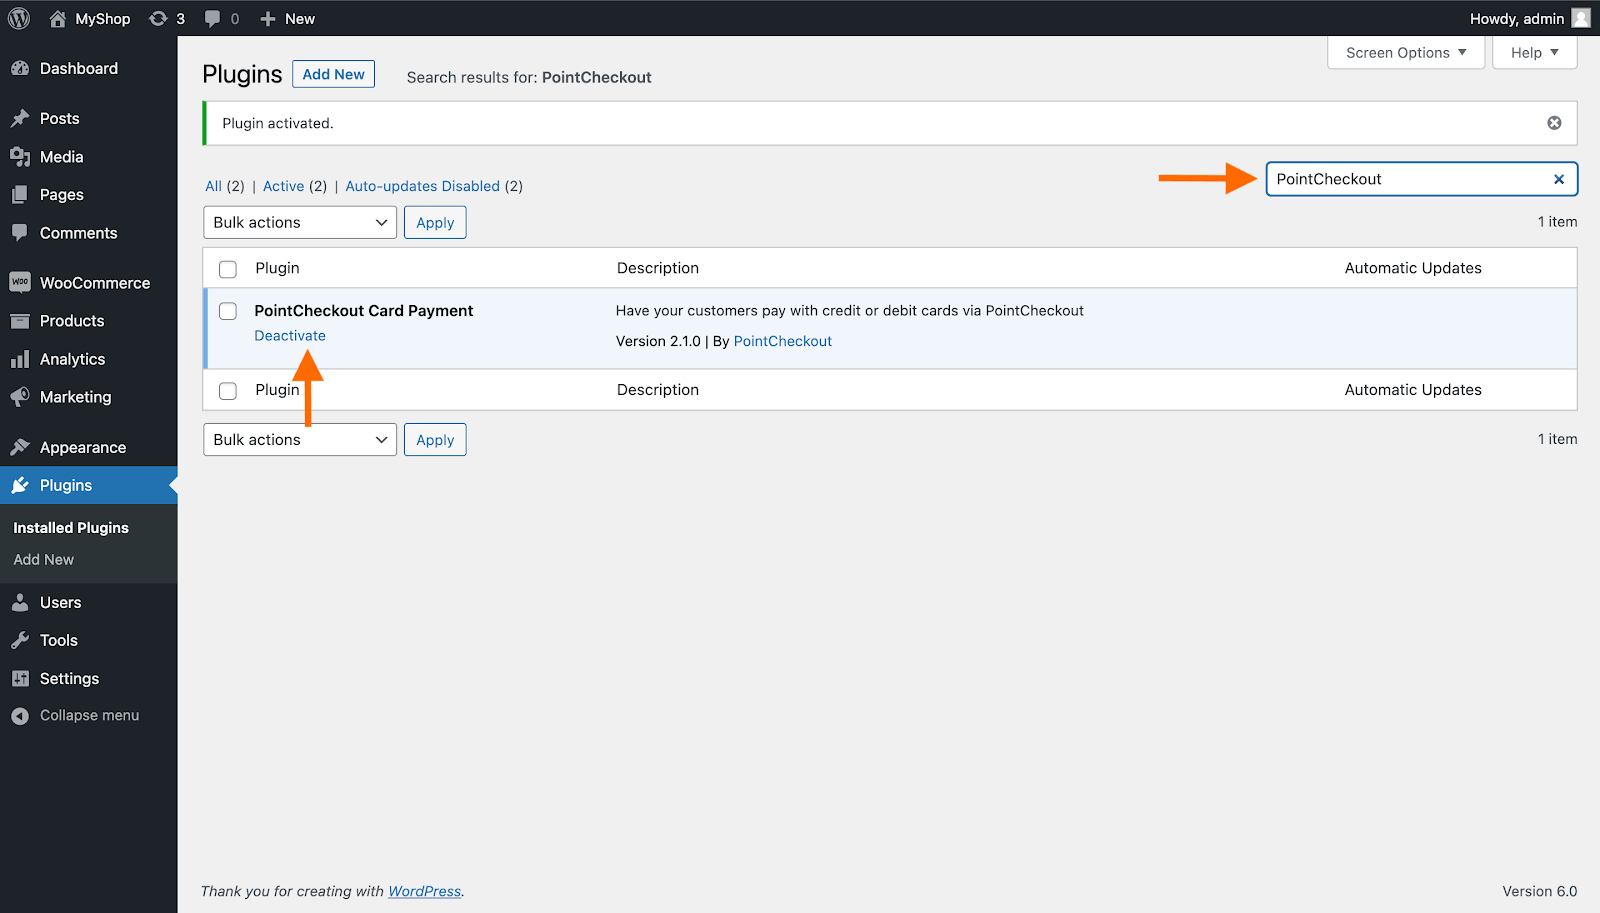 MyShop 3 0 New Howdy, admin
Screen Options Help
Dashboard
Posts
Media
Pages
Comments
WooCommerce
Products
Analytics
Marketing
Appearance
Plugins
Installed Plugins
Add New
Users
Tools
Settings
Collapse menu
Plugins Add New Search results for: PointCheckout
Plugin activated.
All (2) | Active (2) | Auto-updates Disabled (2)
PointCheckout
Bulk actions Apply 1 item
Plugin Description Automatic Updates
PointCheckout Card Payment Have your customers pay with credit or debit cards via PointCheckout
Deactivate Version 2.1.0 | By PointCheckout
Plugin Description Automatic Updates
Bulk actions Apply 1 item
Thank you for creating with WordPress. Version 6.0